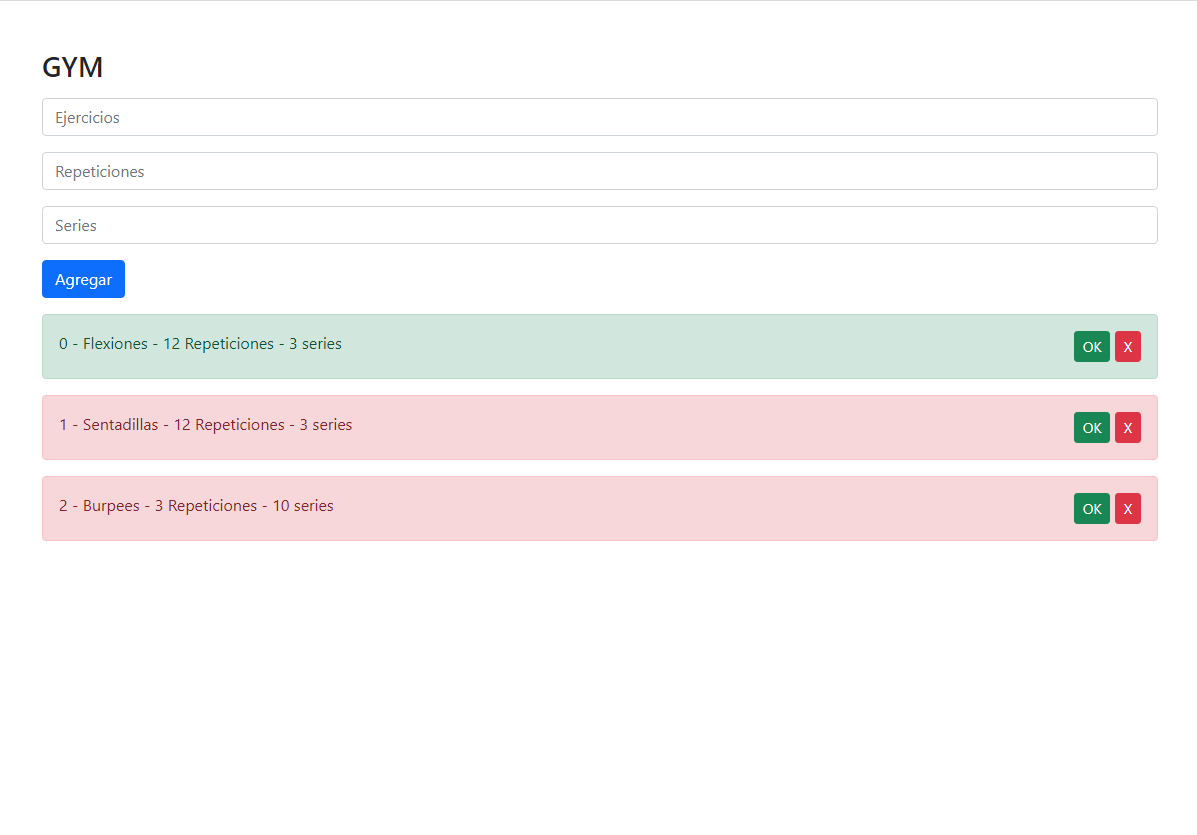 GYM
Ejercicios
Repeticiones
Series
Agregar
0 - Flexiones - 12 Repeticiones - 3 series OK X
1 - Sentadillas - 12 Repeticiones - 3 series OK X
2 - Burpees - 3 Repeticiones - 10 series OK X